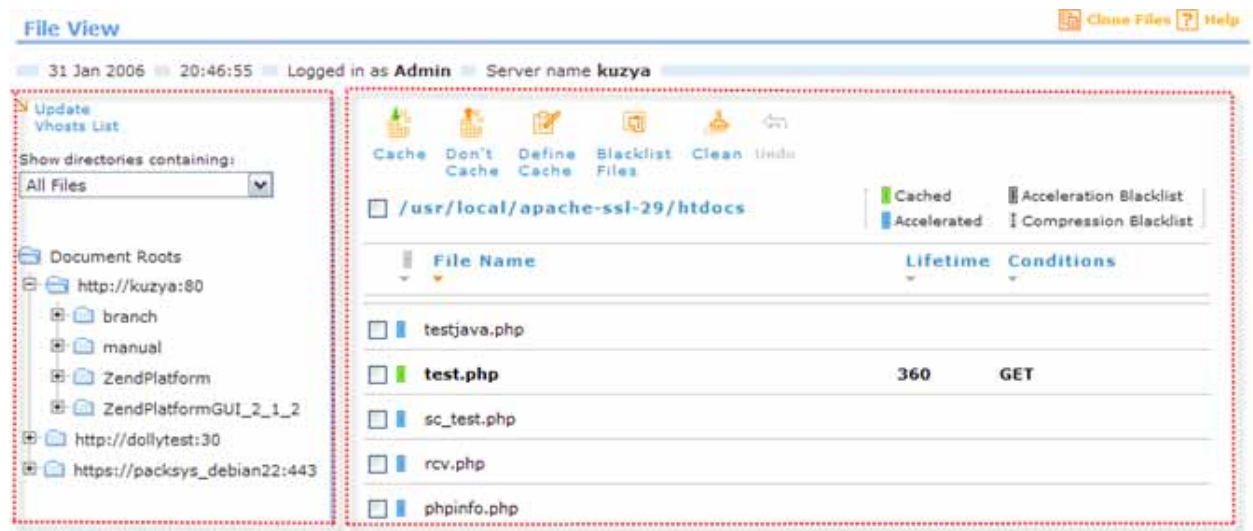 File View
Clone Files ? Help
31 Jan 2006 20:46:55 Logged in as Admin Server name kuzya
Update
Vhosts List
Show directories containing:
All Files
Document Roots
http://kuzya:80
branch
manual
ZendPlatform
ZendPlatformGUI_2_1_2
http://dollytest:30
https://packsys_debian22:443
Cache Don't Cache Define Cache Blacklist Files Clean Undo
/usr/local/apache-ssl-29/htdocs
Cached Acceleration Blacklist
Accelerated Compression Blacklist
File Name Lifetime Conditions
testjava.php
test.php 360 GET
sc_test.php
rcv.php
phpinfo.php